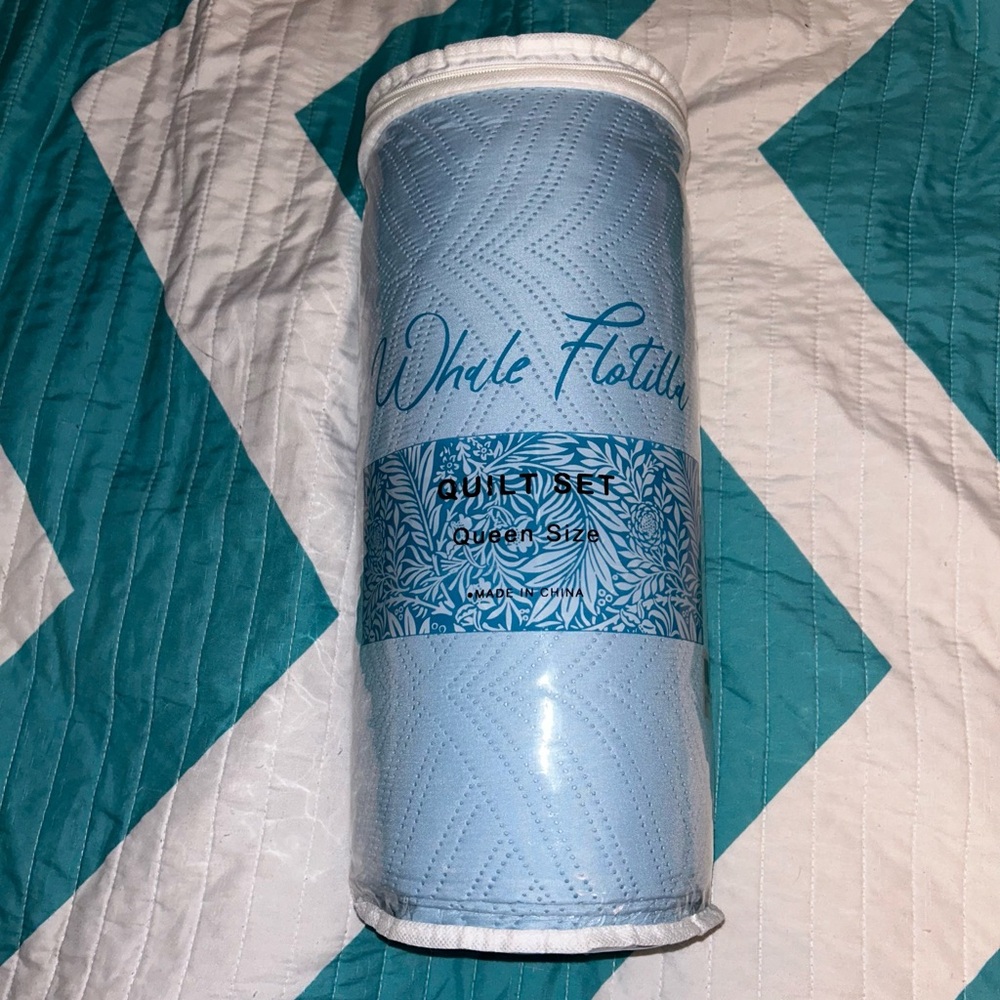 Whale Flotilla
QUILT SET
Queen Size
•MADE IN CHINA